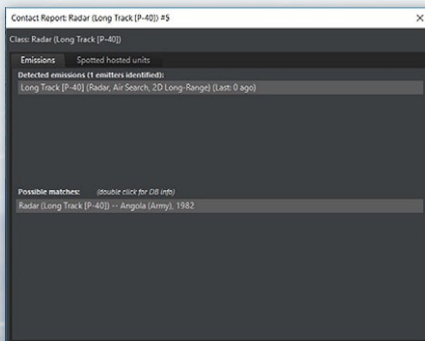 Contact Report: Radar (Long Track [P-40]) #5
Class: Radar (Long Track [P-40])
Emissions Spotted hosted units
Detected emissions (1 emitters identified):
Long Track [P-40] (Radar, Air Search, 2D Long-Range) (Last: 0 ago)
Possible matches: (double click for DB info)
Radar (Long Track [P-40]) -- Angola (Army), 1982